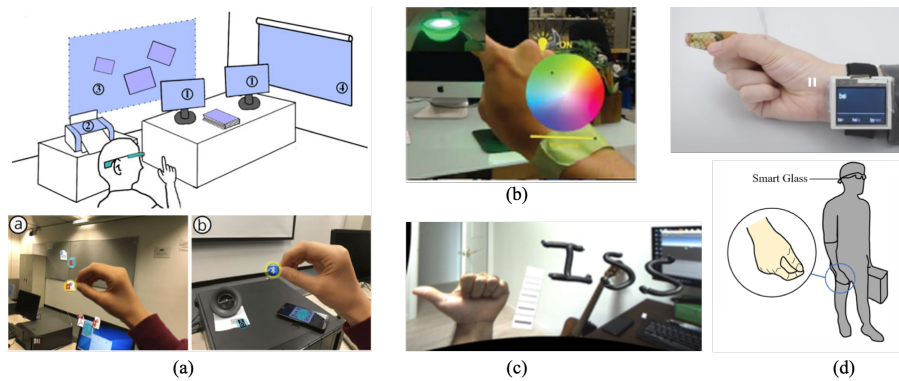 ①
①
③
④
②
a
b
(a)
ON
(b)
ISS
(c)
Smart Glass
(d)